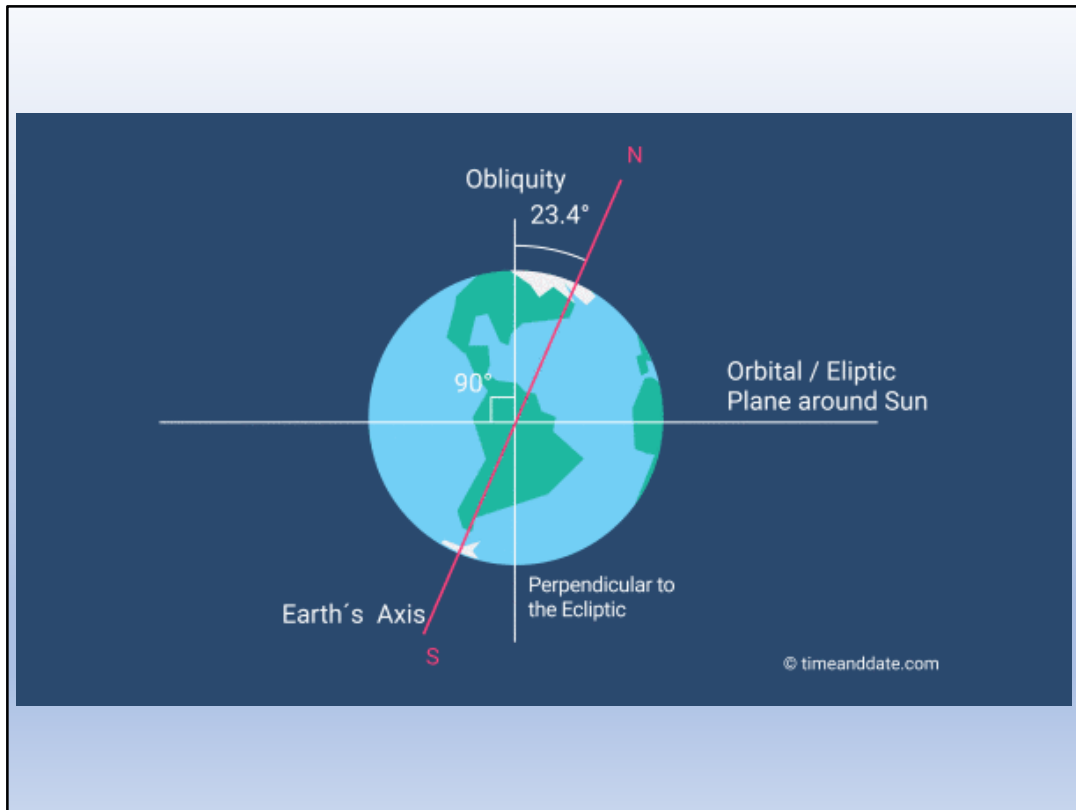 N
Obliquity
23.4°
90°
Orbital / Eliptic
Plane around Sun
Perpendicular to
the Ecliptic
Earth´s Axis
S
© timeanddate.com